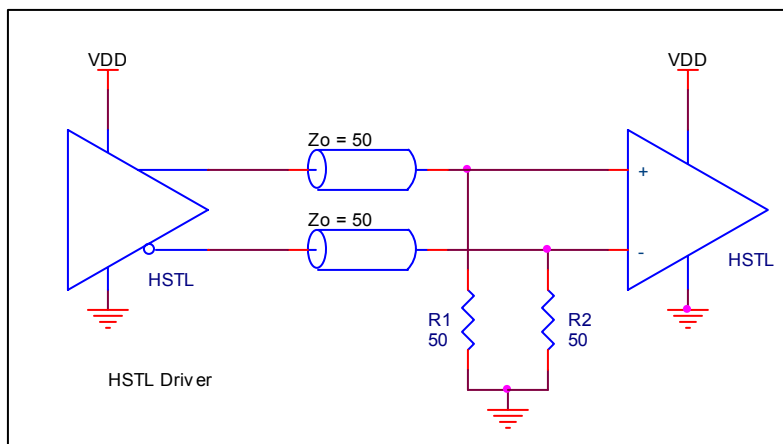 VDD
VDD
Zo = 50
+
Zo = 50
-
HSTL
HSTL
R1
50
R2
50
HSTL Driver